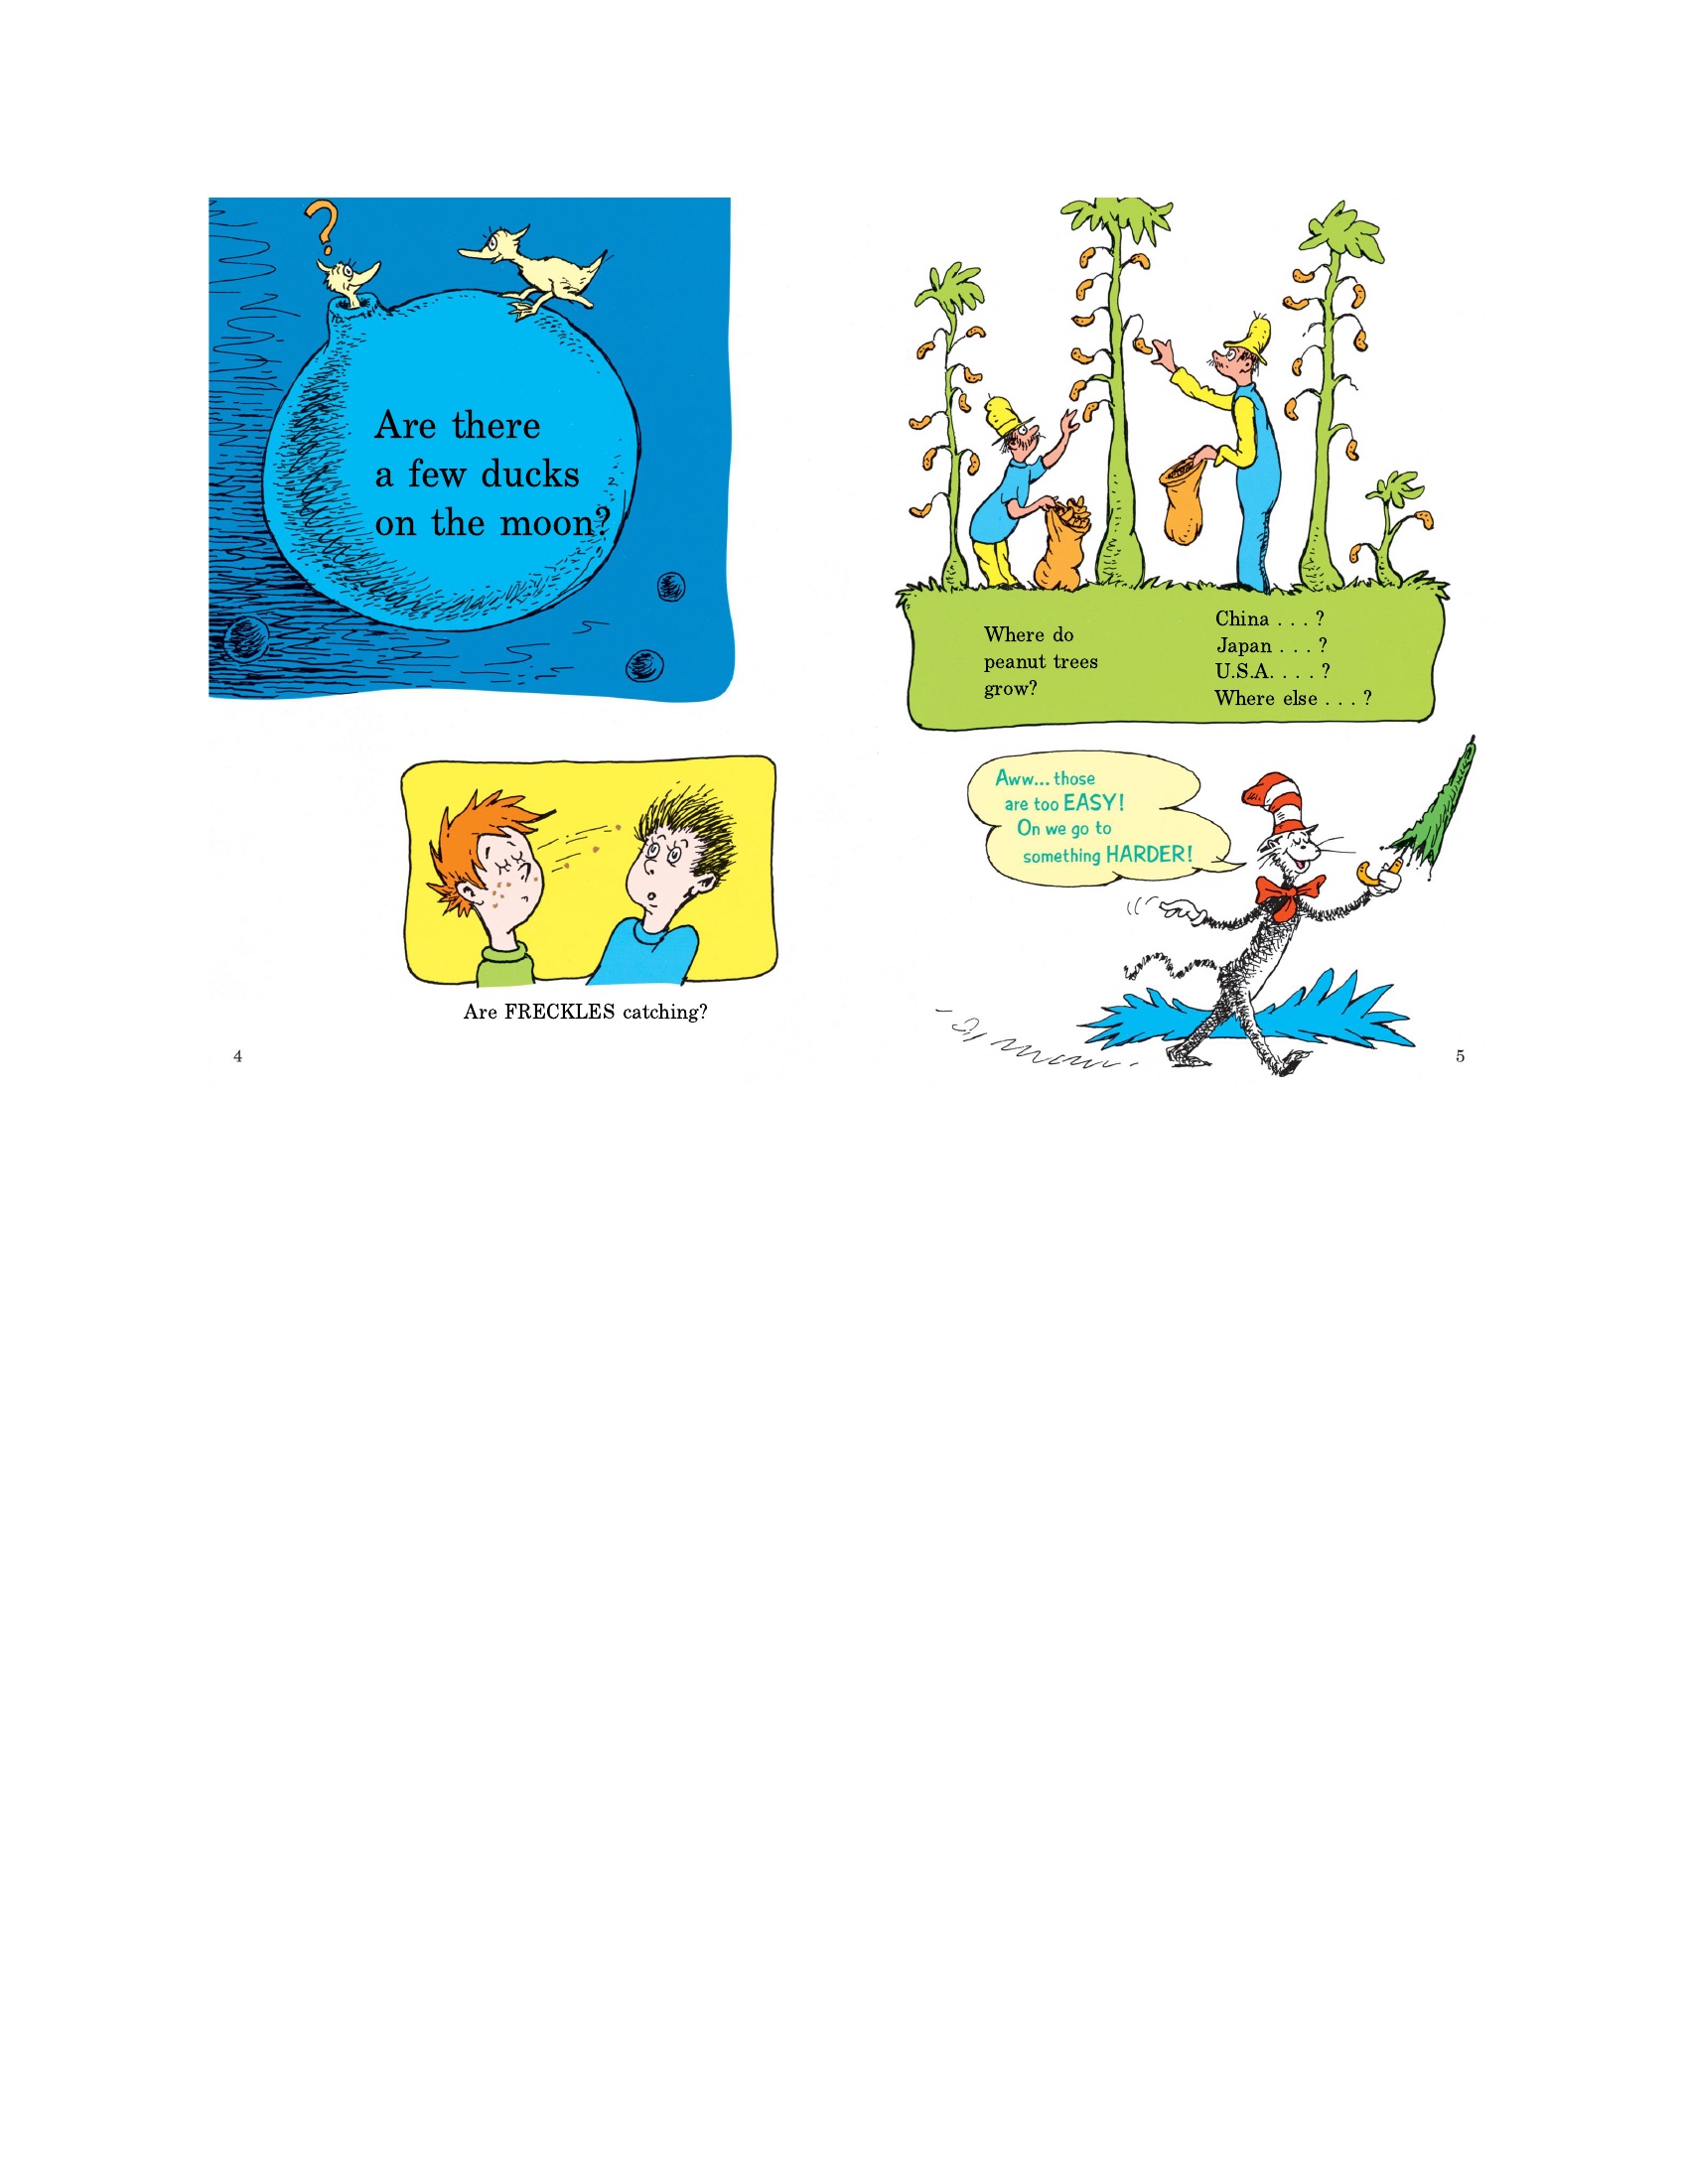 Are there
a few ducks
on the moon?
Are FRECKLES catching?
4
Where do
peanut trees
grow?
China . . . ?
Japan . . . ?
U.S.A. . . . ?
Where else . . . ?
Aww... those
are too EASY!
On we go to
something HARDER!
5